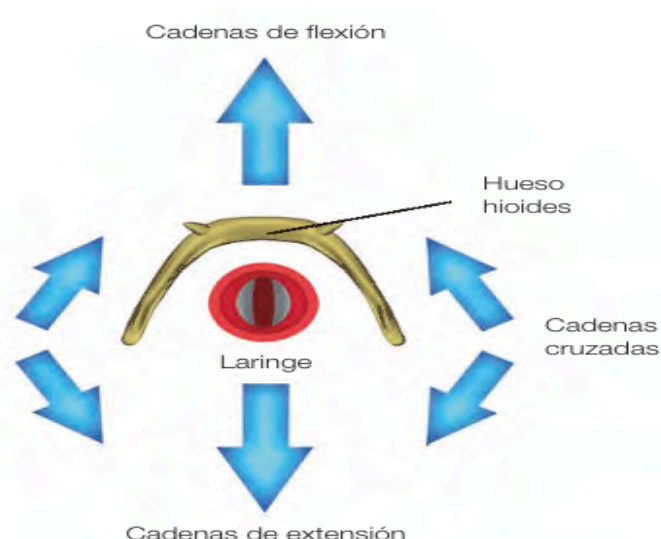 Cadenas de flexión
Hueso
hioides
Cadenas
cruzadas
Laringe
Cadenas de extensión